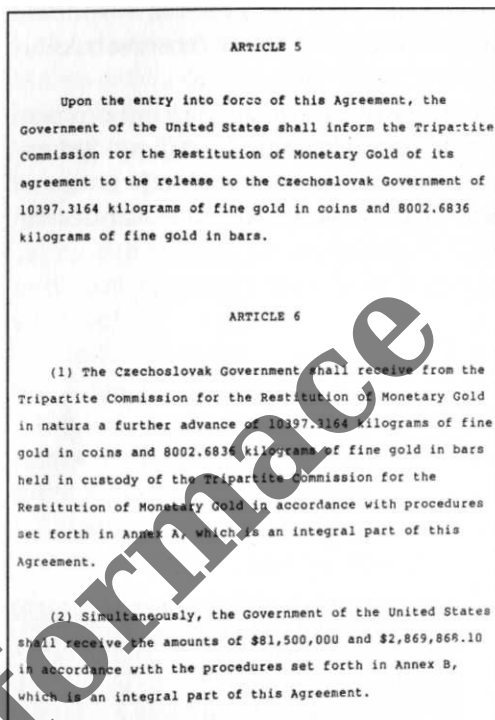 ARTICLE 5
Upon the entry into force of this Agreement, the
Government of the United States shall inform the Tripartite
Commission ror the Restitution of Monetary Gold of its
agreement to the release to the Czechoslovak Government of
10397.3164 kilograms of fine gold in coins and 8002.6836
kilograms of fine gold in bars.
ARTICLE 6
(1) The Czechoslovak Government shall receive from the
Tripartite Commission for the Restitution of Monetary Gold
in natura a further advance of 10397.3164 kilograms of fine
gold in coins and 8002.6836 kilograms of fine gold in bars
held in custody of the Tripartite Commission for the
Restitution of Monetary Gold in accordance with procedures
set forth in Annex A, which is an integral part of this
Agreement.
(2) Simultaneously, the Government of the United States
shall receive the amounts of $81,500,000 and $2,869,868.10
in accordance with the procedures set forth in Annex B,
which is an integral part of this Agreement.
formace